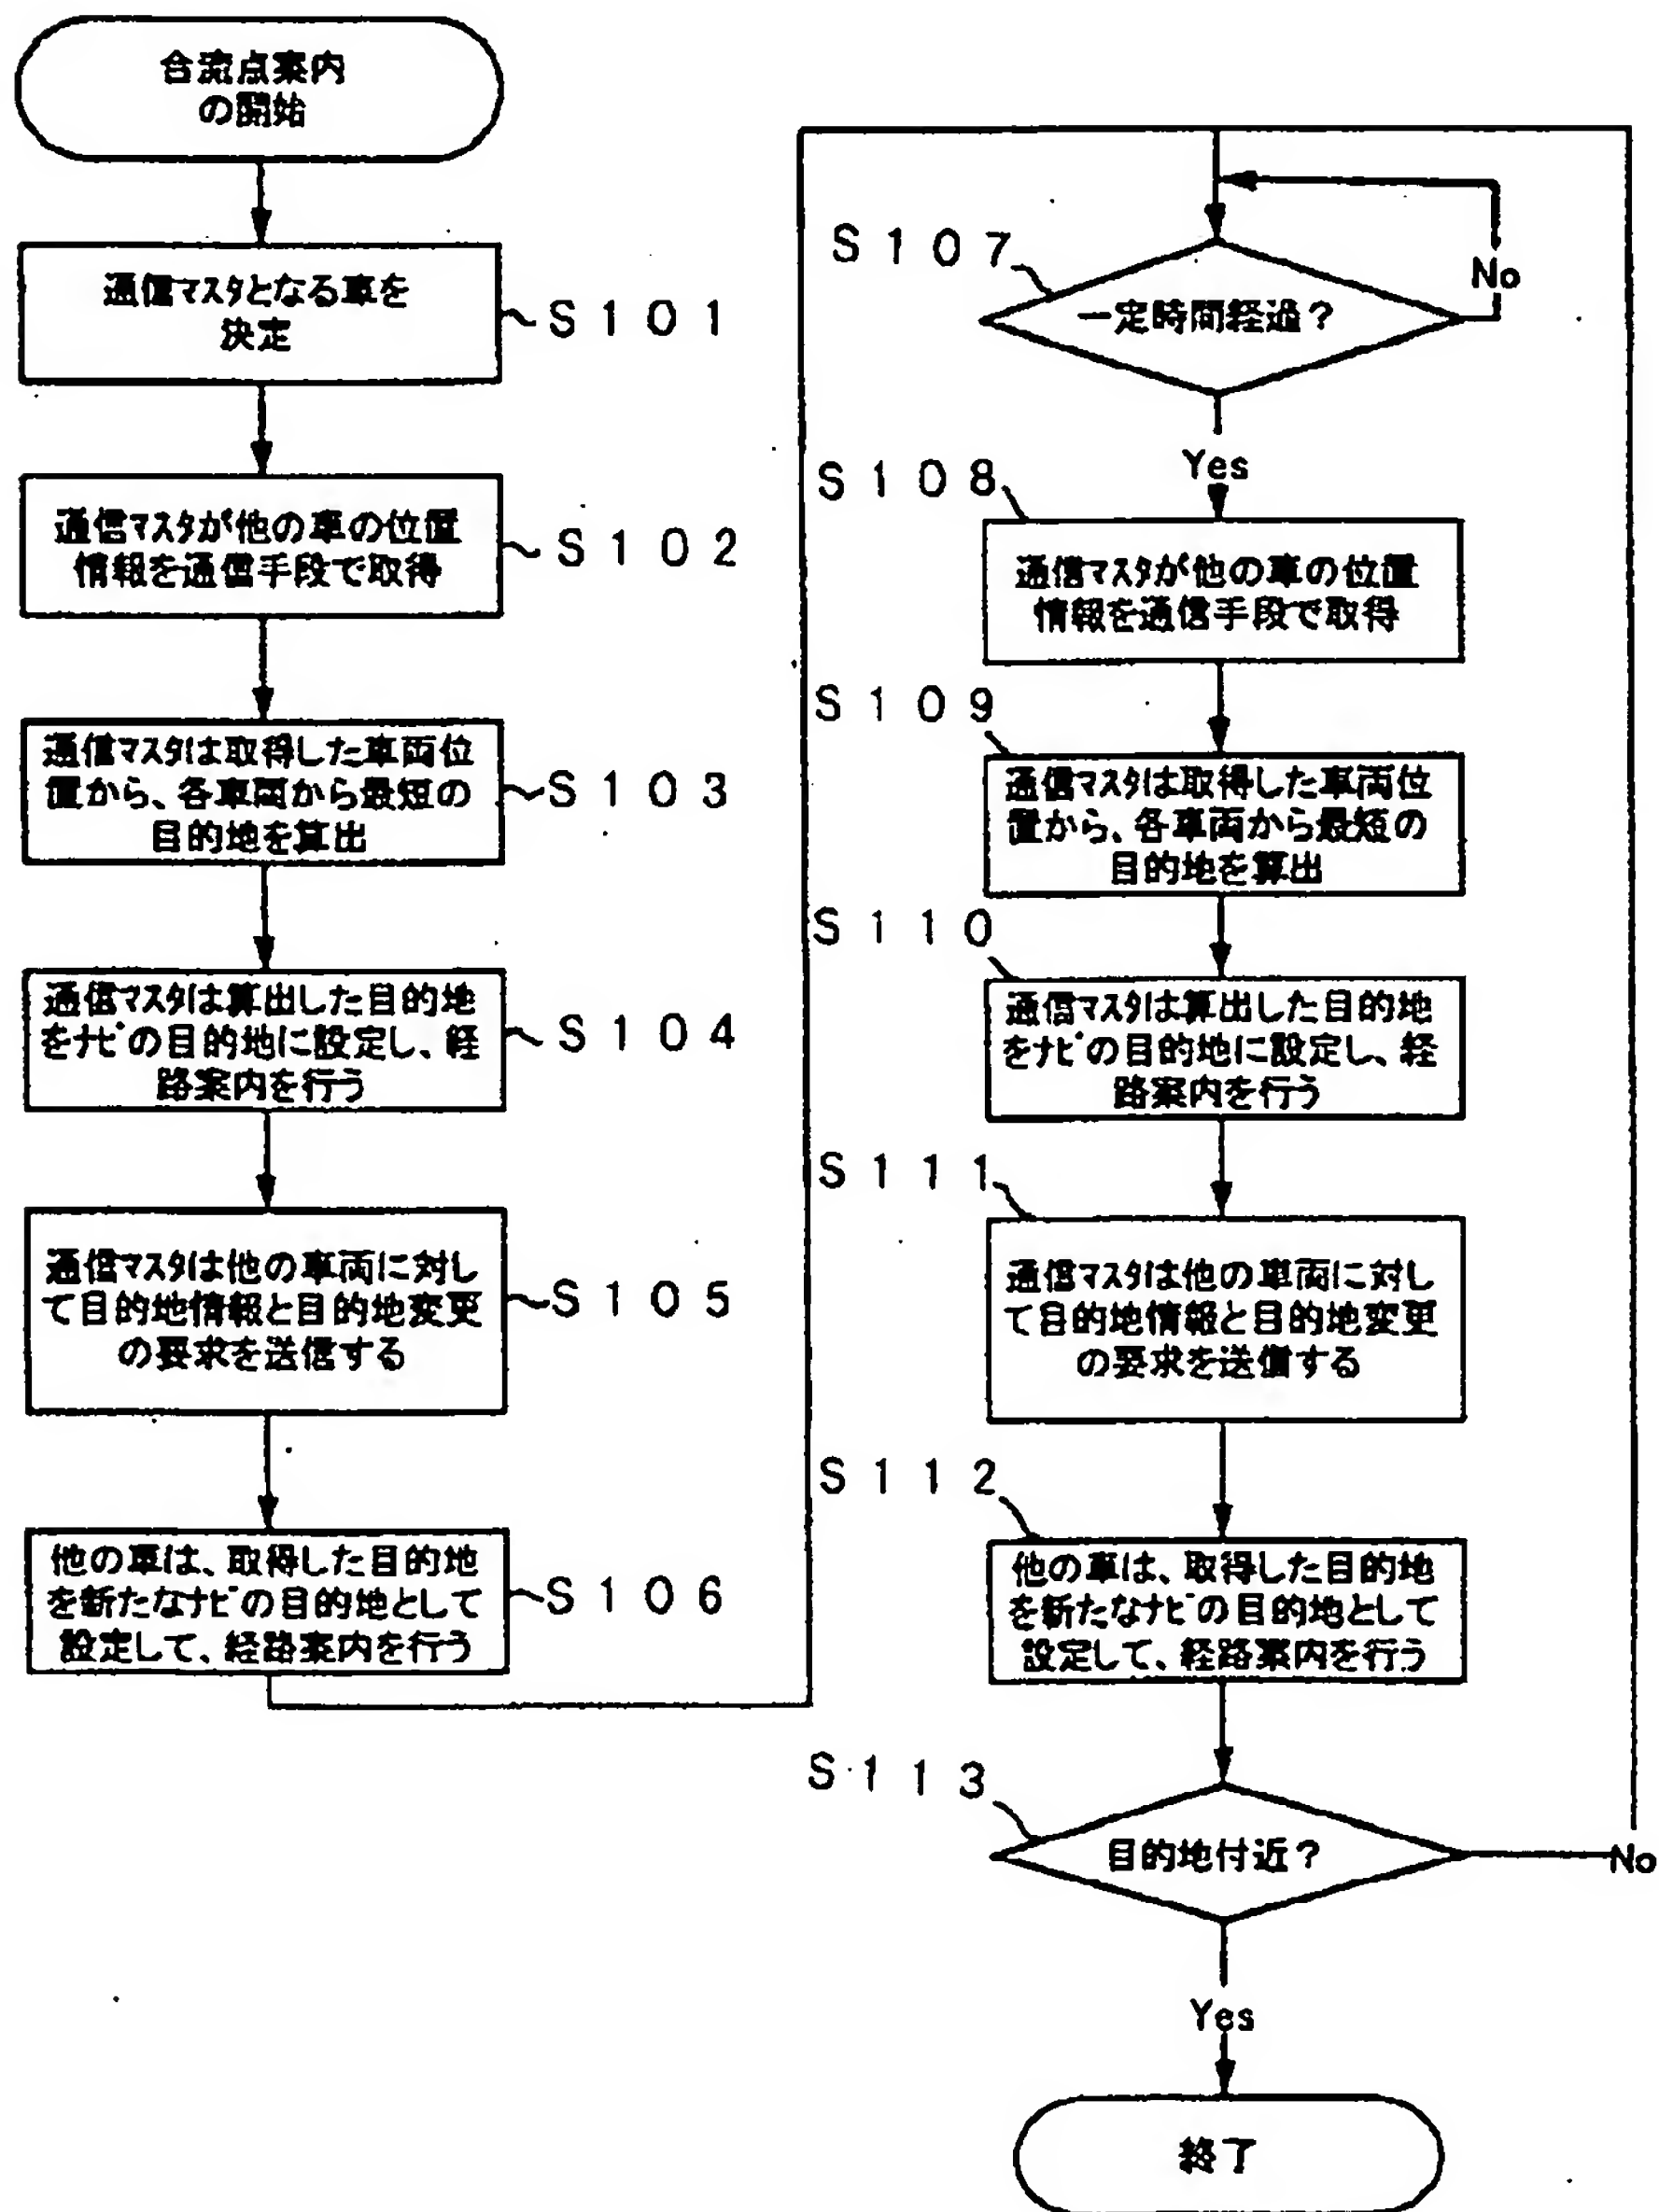 合流点案内
の開始
通信マスタとなる車を
決定
S101
通信マスタが他の車の位置
情報を通信手段で取得
S102
通信マスタは取得した車両位
置から、各車両から最短の
目的地を算出
S103
通信マスタは算出した目的地
をナビの目的地に設定し、経
路案内を行う
S104
通信マスタは他の車両に対し
て目的地情報と目的地変更
の要求を送信する
S105
他の車は、取得した目的地
を新たなナビの目的地として
設定して、経路案内を行う
S106
S107
一定時間経過?
No
Yes
S108
通信マスタが他の車の位置
情報を通信手段で取得
S109
通信マスタは取得した車両位
置から、各車両から最短の
目的地を算出
S110
通信マスタは算出した目的地
をナビの目的地に設定し、経
路案内を行う
S111
通信マスタは他の車両に対し
て目的地情報と目的地変更
の要求を送信する
S112
他の車は、取得した目的地
を新たなナビの目的地として
設定して、経路案内を行う
S113
目的地付近?
No
Yes
終了